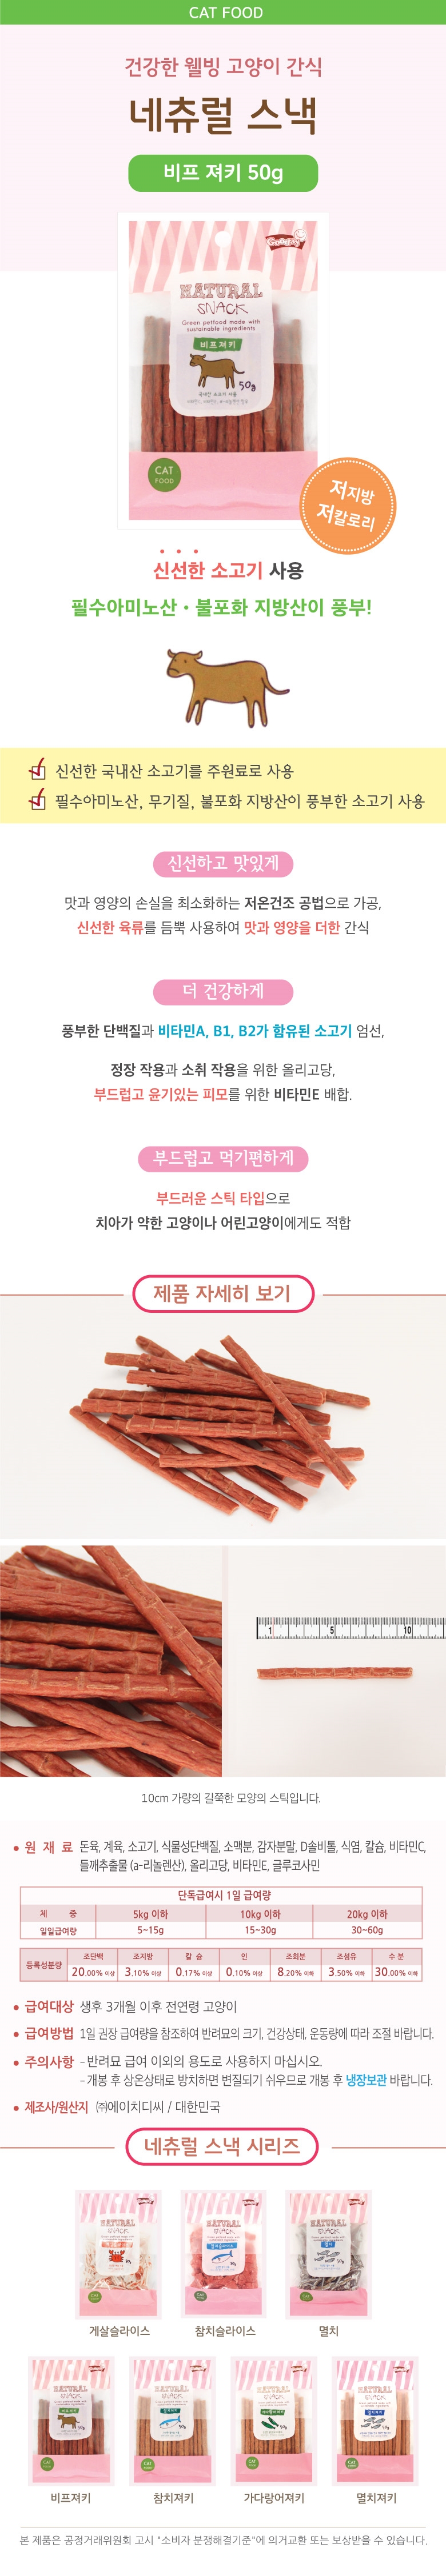 CAT FOOD
건강한 웰빙 고양이 간식
네츄럴 스낵
비프 져키 50g
Gooday
NATURAL
SNACK
Green petfood made with
sustainable ingredients
비프져키
50g
국내산 소고기 사용
CAT
FOOD
저지방
저칼로리
신선한 소고기 사용
필수아미노산 • 불포화 지방산이 풍부!
신선한 국내산 소고기를 주원료로 사용
필수아미노산, 무기질, 불포화 지방산이 풍부한 소고기 사용
신선하고 맛있게
맛과 영양의 손실을 최소화하는 저온건조 공법으로 가공,
신선한 육류를 듬뿍 사용하여 맛과 영양을 더한 간식
더 건강하게
풍부한 단백질과 비타민A, B1, B2가 함유된 소고기 엄선,
정장 작용과 소취 작용을 위한 올리고당,
부드럽고 윤기있는 피모를 위한 비타민E 배합.
부드럽고 먹기편하게
부드러운 스틱 타입으로
치아가 약한 고양이나 어린고양이에게도 적합
제품 자세히 보기
1 5 10
10cm 가량의 길쭉한 모양의 스틱입니다.
• 원 재 료 돈육, 계육, 소고기, 식물성단백질, 소맥분, 감자분말, D솔비톨, 식염, 칼슘, 비타민C,
들깨추출물 (a-리놀렌산), 올리고당, 비타민E, 글루코사민
단독급여시 1일 급여량
체 중 5kg 이하 10kg 이하 20kg 이하
일일급여량 5~15g 15~30g 30~60g
등록성분량 조단백 조지방 칼 슘 인 조회분 조섬유 수 분
20.00% 이상 3.10% 이상 0.17% 이상 0.10% 이상 8.20% 이하 3.50% 이하 30.00% 이하
• 급여대상 생후 3개월 이후 전연령 고양이
• 급여방법 1일 권장 급여량을 참조하여 반려묘의 크기, 건강상태, 운동량에 따라 조절 바랍니다.
• 주의사항 - 반려묘 급여 이외의 용도로 사용하지 마십시오.
- 개봉 후 상온상태로 방치하면 변질되기 쉬우므로 개봉 후 냉장보관 바랍니다.
• 제조사/원산지 ㈜에이치디씨 / 대한민국
네츄럴 스낵 시리즈
게살슬라이스 참치슬라이스 멸치
비프져키 참치져키 가다랑어져키 멸치져키
본 제품은 공정거래위원회 고시 "소비자 분쟁해결기준"에 의거교환 또는 보상받을 수 있습니다.